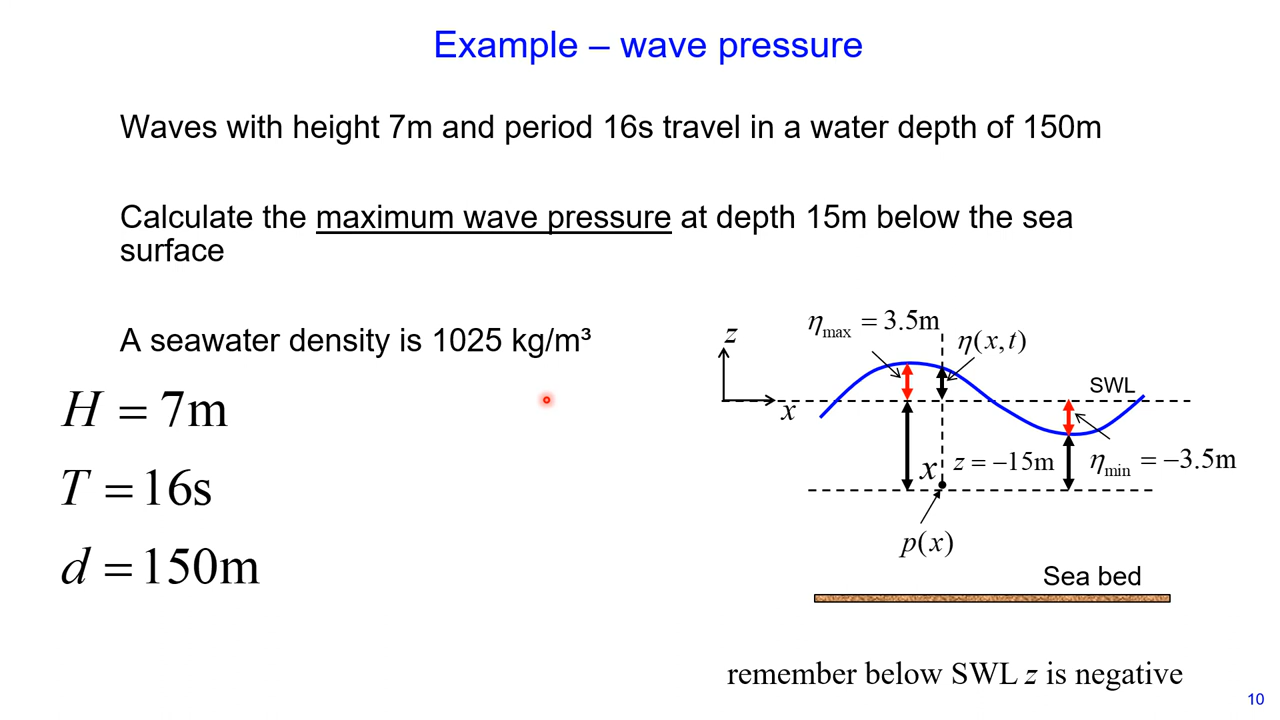 Example – wave pressure
Waves with height 7m and period 16s travel in a water depth of 150m
Calculate the maximum wave pressure at depth 15m below the sea
surface
A seawater density is 1025 kg/m³
H = 7m
T = 16s
d = 150m
z
ηmax = 3.5m
η(x,t)
SWL
x
x
z = –15m
ηmin = –3.5m
p(x)
Sea bed
remember below SWL z is negative
10